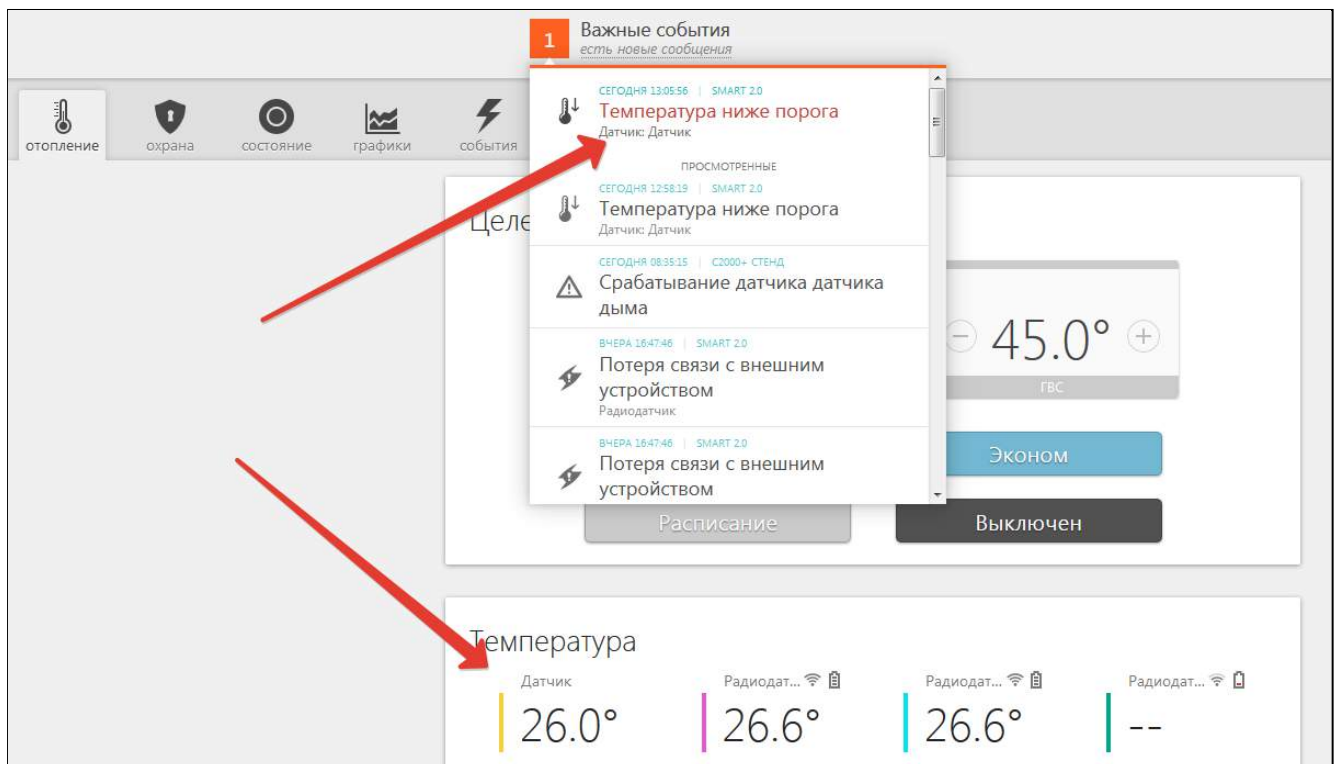 1
Важные события
есть новые сообщения
отопление
охрана
состояние
графики
события
СЕГОДНЯ 13:05:56 | SMART 2.0
Температура ниже порога
Датчик: Датчик
ПРОСМОТРЕННЫЕ
СЕГОДНЯ 12:58:19 | SMART 2.0
Температура ниже порога
Датчик: Датчик
СЕГОДНЯ 08:35:15 | C2000+ СТЕНД
Срабатывание датчика датчика
дыма
ВЧЕРА 16:47:46 | SMART 2.0
Потеря связи с внешним
устройством
Радиодатчик
ВЧЕРА 16:47:46 | SMART 2.0
Потеря связи с внешним
устройством
Целе
45.0°
ГВС
Эконом
Расписание
Выключен
Температура
Датчик
Радиодат...
Радиодат...
Радиодат...
26.0°
26.6°
26.6°
--